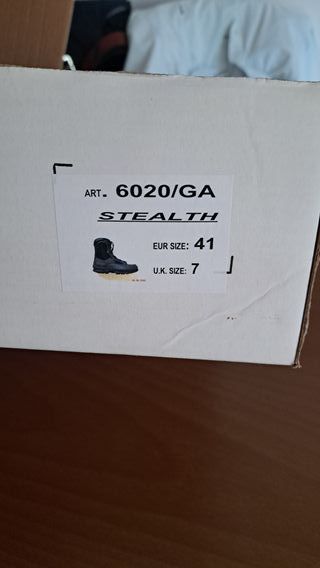 ART. 6020/GA
STEALTH
EUR SIZE: 41
U.K. SIZE: 7